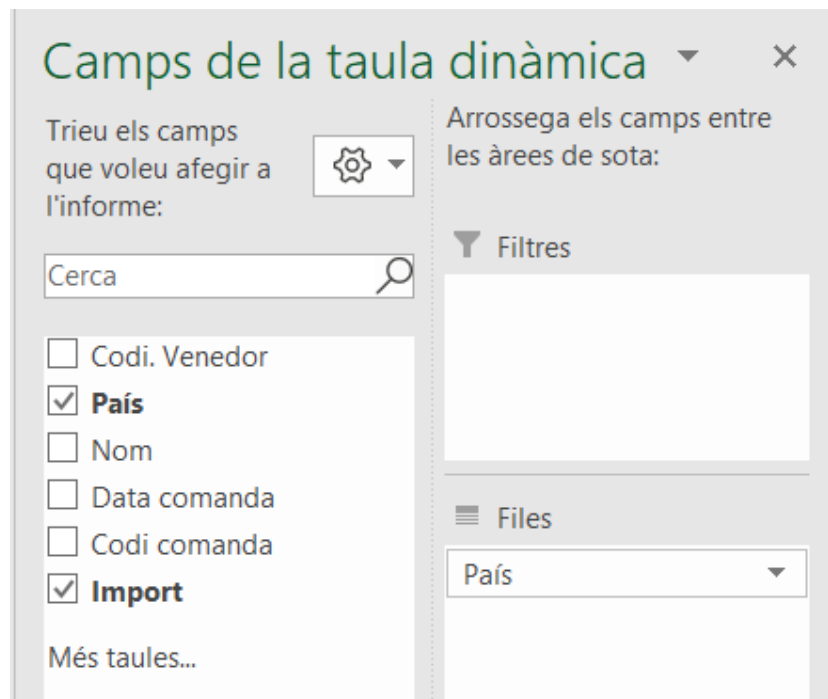 Camps de la taula dinàmica
Trieu els camps
que voleu afegir a
l'informe:
Cerca
Codi. Venedor
País
Nom
Data comanda
Codi comanda
Import
Més taules...
Arrossega els camps entre
les àrees de sota:
Filtres
Files
País